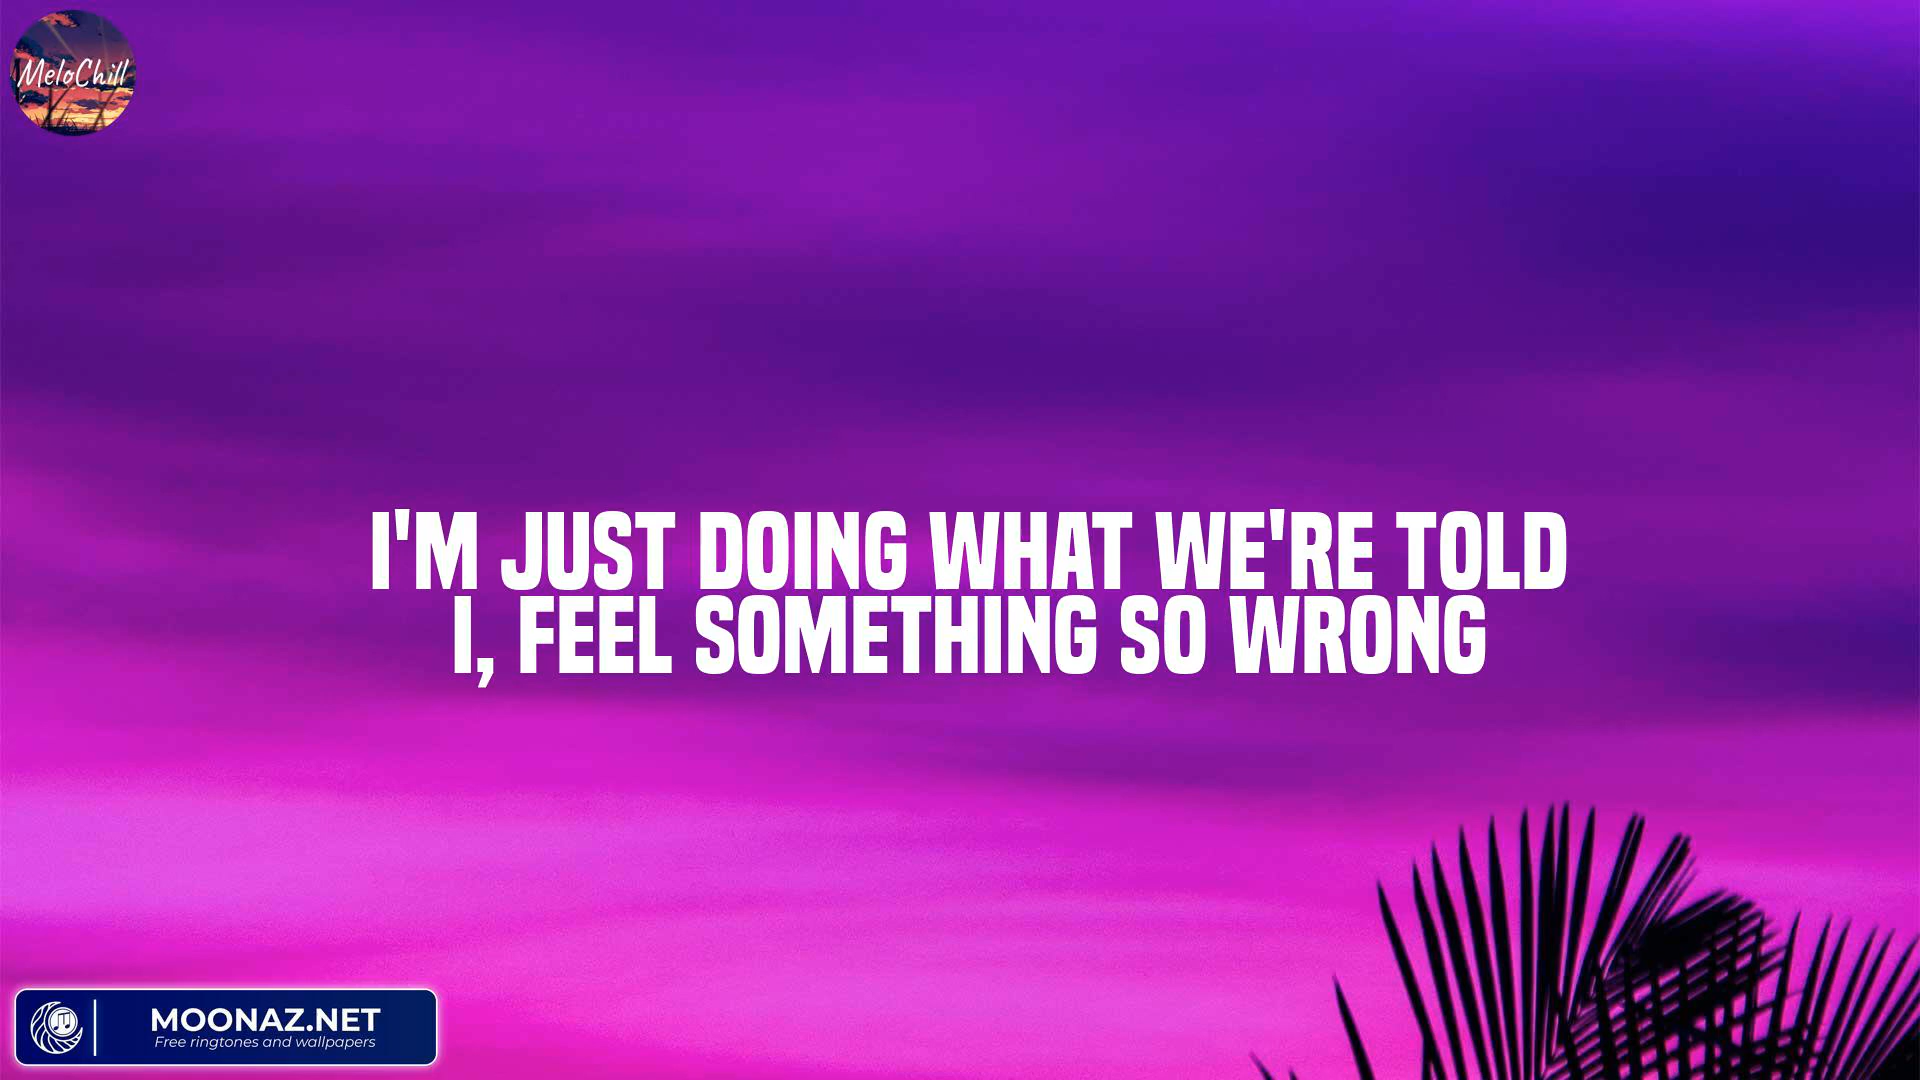 MeloChill
I'M JUST DOING WHAT WE'RE TOLD
I, FEEL SOMETHING SO WRONG
MOONAZ.NET
Free ringtones and wallpapers